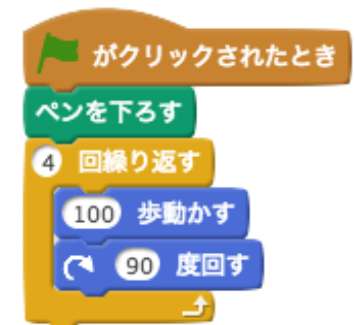 がクリックされたとき
ペンを下ろす
4 回繰り返す
100 歩動かす
90 度回す